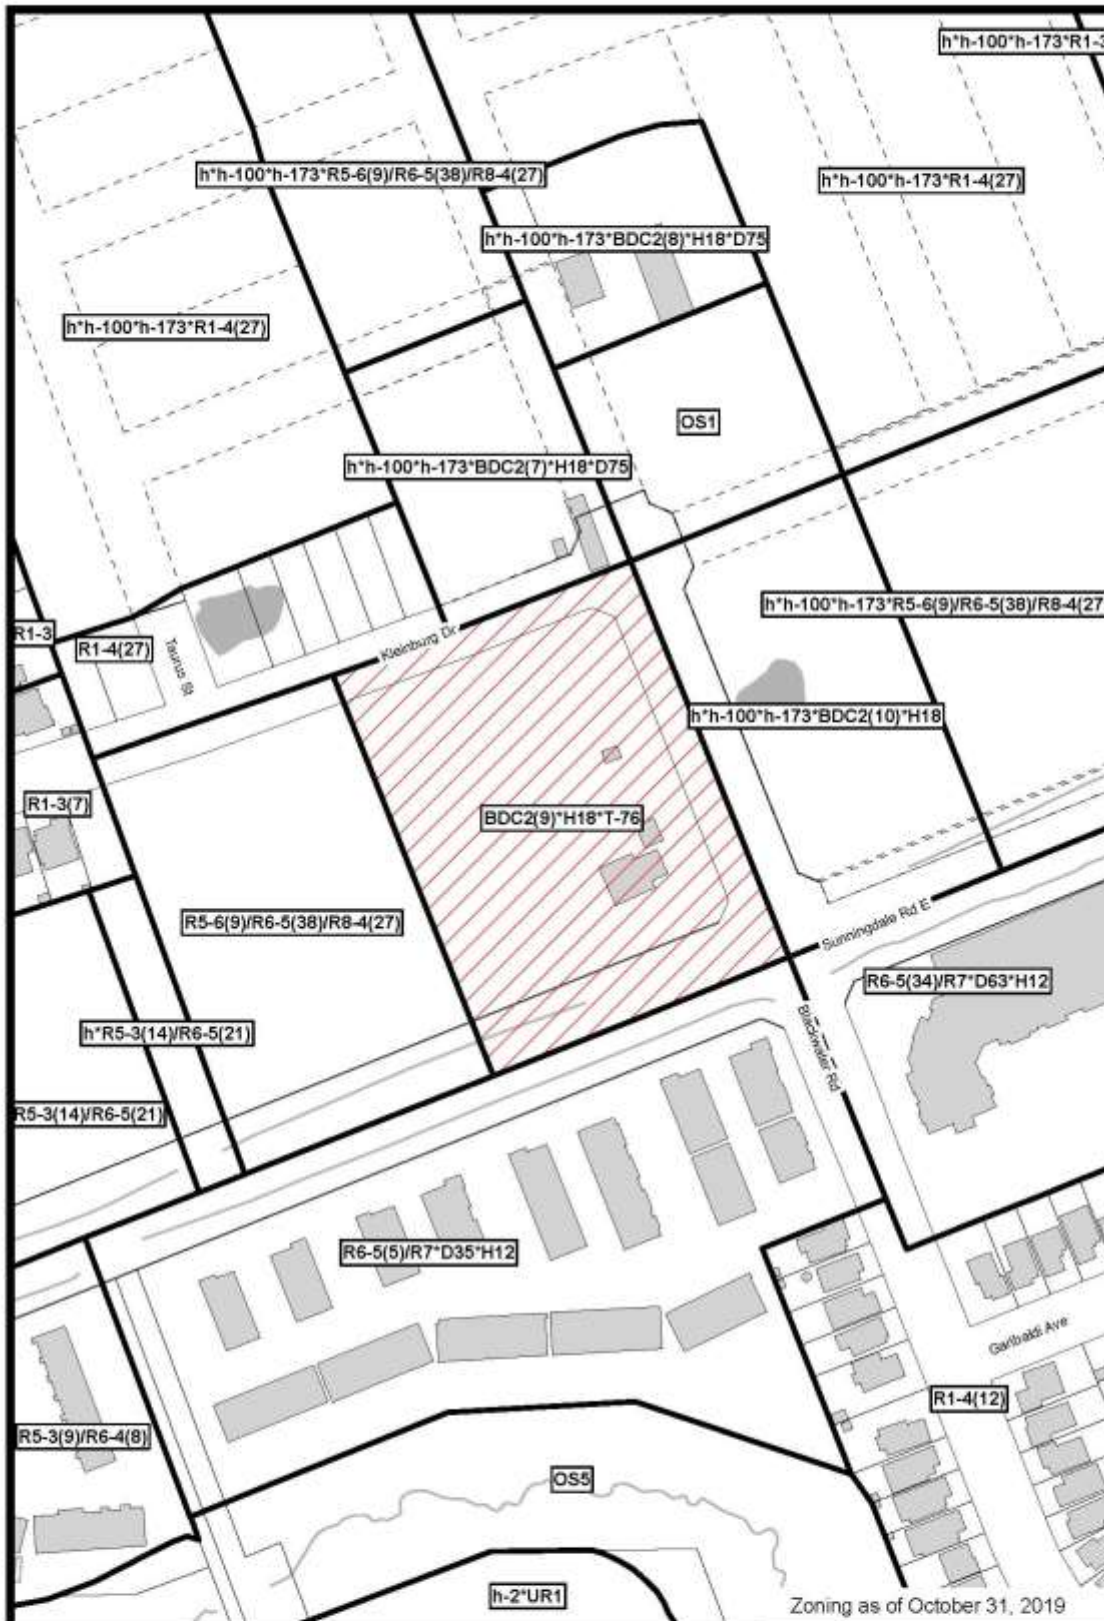 h*h-100*h-173*R1-3
h*h-100*h-173*R5-6(9)/R6-5(38)/R8-4(27)
h*h-100*h-173*R1-4(27)
h*h-100*h-173*BDC2(8)*H18*D75
h*h-100*h-173*R1-4(27)
OS1
h*h-100*h-173*BDC2(7)*H18*D75
h*h-100*h-173*R5-6(9)/R6-5(38)/R8-4(27
R1-3
R1-4(27)
Taurus St
Kleinburg Dr
h*h-100*h-173*BDC2(10)*H18
R1-3(7)
BDC2(9)*H18*T-76
R5-6(9)/R6-5(38)/R8-4(27)
Sunningdale Rd E
R6-5(34)/R7*D63*H12
h*R5-3(14)/R6-5(21)
Blackwater Rd
R5-3(14)/R6-5(21)
R6-5(5)/R7*D35*H12
Garibaldi Ave
R1-4(12)
R5-3(9)/R6-4(8)
OS5
h-2*UR1
Zoning as of October 31, 2019